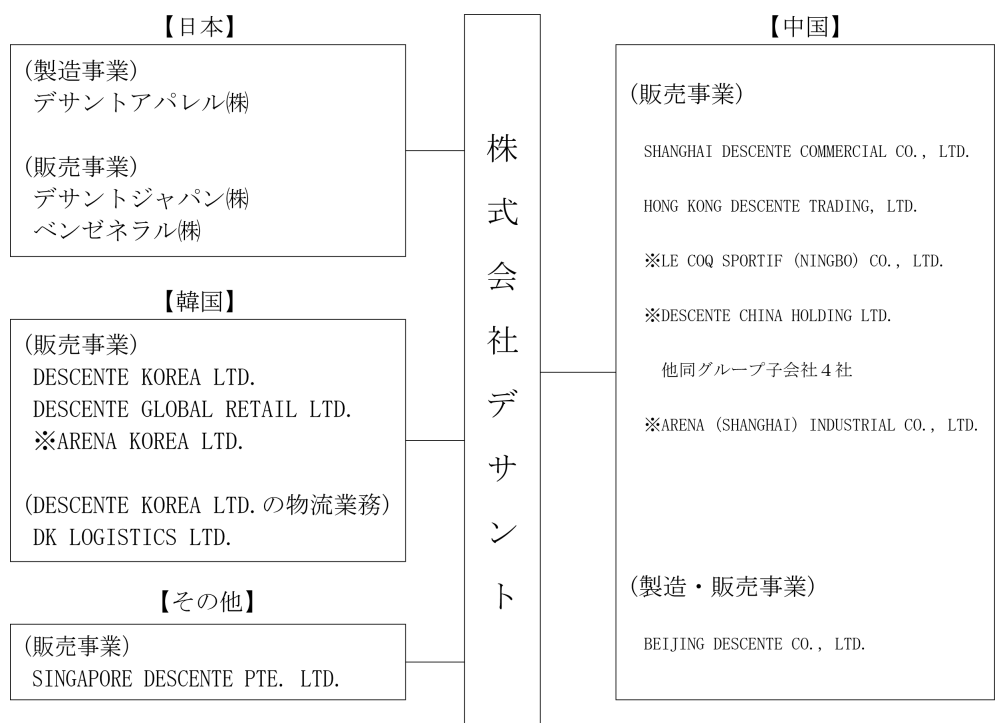 【日本】
(製造事業)
デサントアパレル㈱
(販売事業)
デサントジャパン㈱
ベンゼネラル㈱
【韓国】
(販売事業)
DESCENTE KOREA LTD.
DESCENTE GLOBAL RETAIL LTD.
※ARENA KOREA LTD.
(DESCENTE KOREA LTD.の物流業務)
DK LOGISTICS LTD.
【その他】
(販売事業)
SINGAPORE DESCENTE PTE. LTD.
株式会社デサント
【中国】
(販売事業)
SHANGHAI DESCENTE COMMERCIAL CO., LTD.
HONG KONG DESCENTE TRADING, LTD.
※LE COQ SPORTIF (NINGBO) CO., LTD.
※DESCENTE CHINA HOLDING LTD.
他同グループ子会社４社
※ARENA (SHANGHAI) INDUSTRIAL CO., LTD.
(製造・販売事業)
BEIJING DESCENTE CO., LTD.